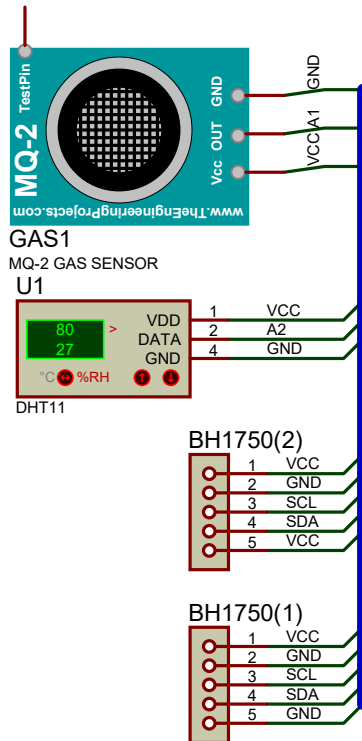 TestPin
MQ-2
GND
OUT
Vcc
GND
A1
VCC
www.TheEngineeringProjects.com
GAS1
MQ-2 GAS SENSOR
U1
80
27
>
°C %RH
VDD 1 VCC
DATA 2 A2
GND 4 GND
DHT11
BH1750(2)
1 VCC
2 GND
3 SCL
4 SDA
5 VCC
BH1750(1)
1 VCC
2 GND
3 SCL
4 SDA
5 GND